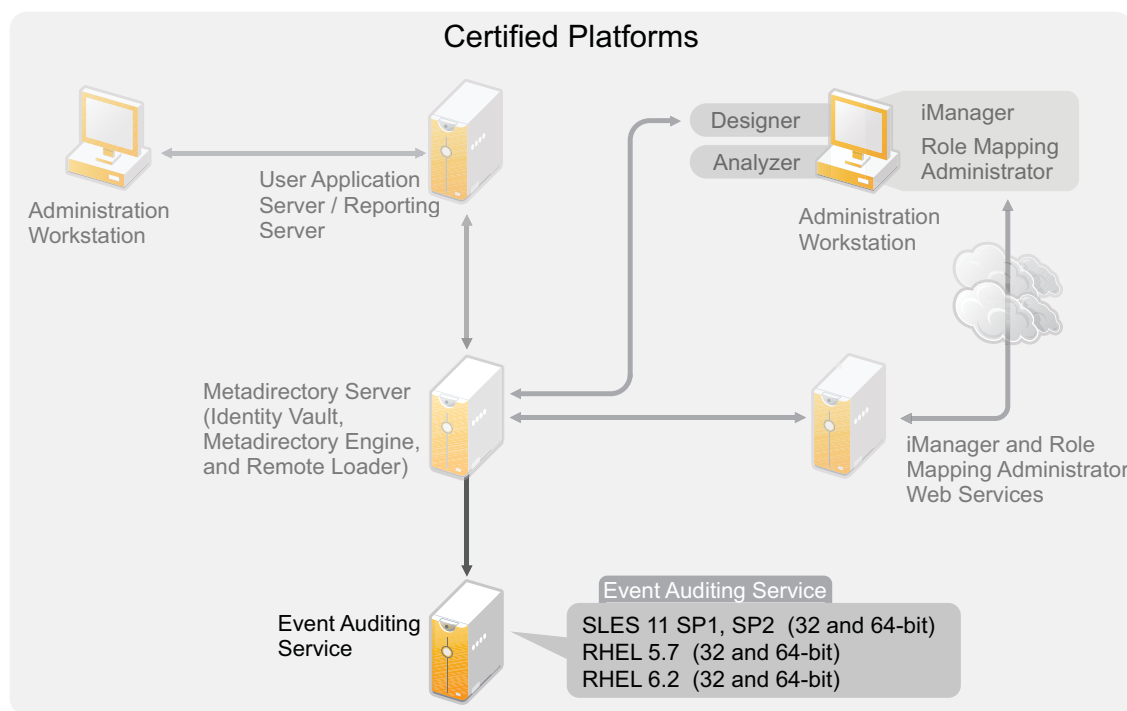 Certified Platforms
Designer
Analyzer
iManager
Role Mapping
Administrator
User Application
Server / Reporting
Server
Administration
Workstation
Administration
Workstation
Metadirectory Server
(Identity Vault,
Metadirectory Engine,
and Remote Loader)
iManager and Role
Mapping Administrator
Web Services
Event Auditing
Service
Event Auditing Service
SLES 11 SP1, SP2 (32 and 64-bit)
RHEL 5.7 (32 and 64-bit)
RHEL 6.2 (32 and 64-bit)